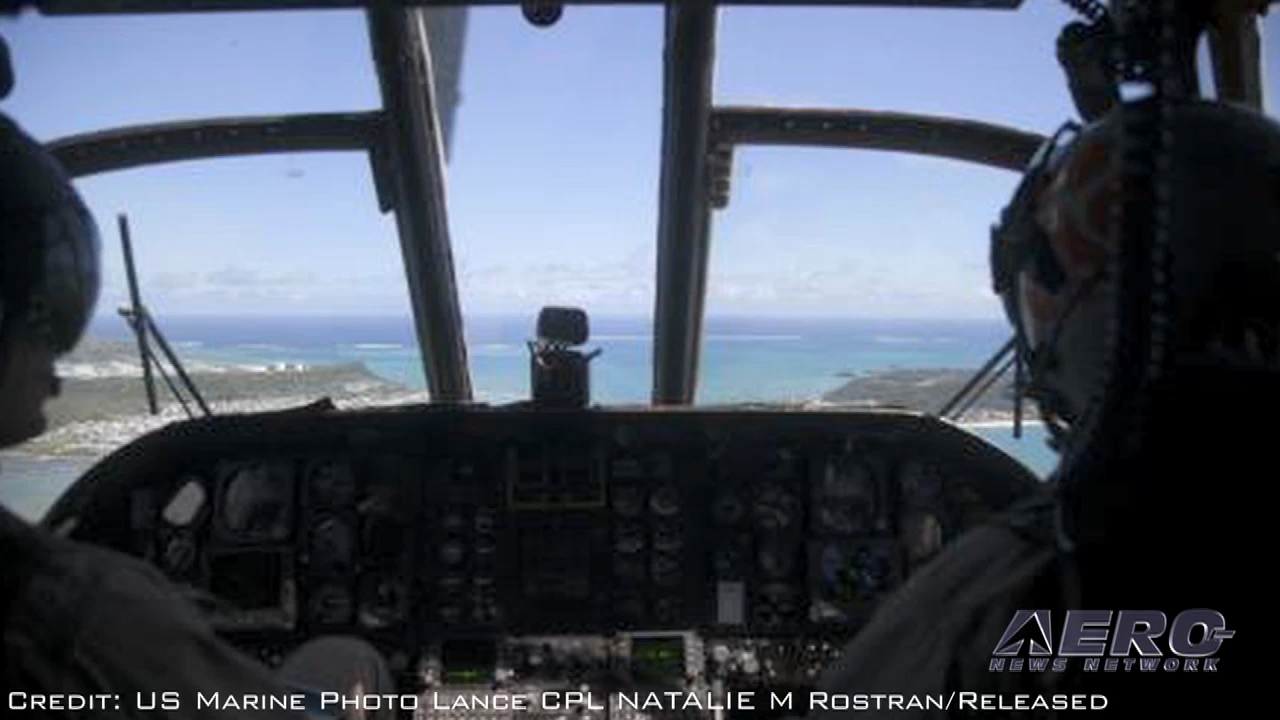 AERO-
NEWS NETWORK
CREDIT: US MARINE PHOTO LANCE CPL NATALIE M ROSTRAN/RELEASED